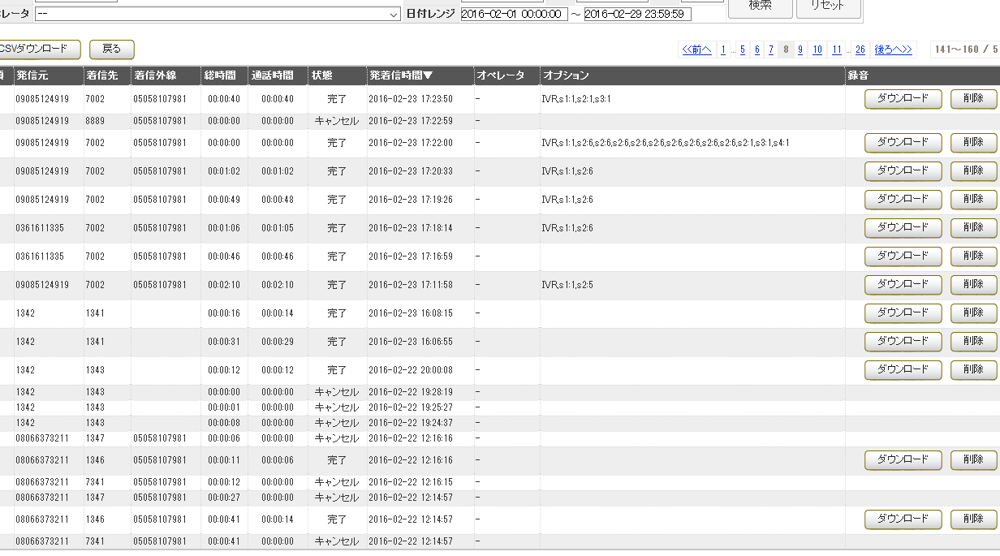 レータ -- 日付レンジ 2016-02-01 00:00:00 ～ 2016-02-29 23:59:59 検索 リセット
CSVダウンロード 戻る <<前へ 1 ... 5 6 7 8 9 10 11 ... 26 後ろへ>> 141～160 / 5
発信元 着信先 着信外線 総時間 通話時間 状態 発着信時間▼ オペレータ オプション 録音
09085124919 7002 05058107981 00:00:40 00:00:40 完了 2016-02-23 17:23:50 - IVR,s1:1,s2:1,s3:1 ダウンロード 削除
09085124919 8889 05058107981 00:00:00 00:00:00 キャンセル 2016-02-23 17:22:59 -
09085124919 7002 05058107981 00:00:00 00:00:00 完了 2016-02-23 17:22:00 - IVR,s1:1,s2:6,s2:6,s2:6,s2:6,s2:6,s2:6,s2:6,s2:6,s2:6,s2:1,s3:1,s4:1 ダウンロード 削除
09085124919 7002 05058107981 00:01:02 00:01:02 完了 2016-02-23 17:20:33 - IVR,s1:1,s2:6 ダウンロード 削除
09085124919 7002 05058107981 00:00:49 00:00:48 完了 2016-02-23 17:19:26 - IVR,s1:1,s2:6 ダウンロード 削除
0361611335 7002 05058107981 00:01:06 00:01:05 完了 2016-02-23 17:18:14 - IVR,s1:1,s2:6 ダウンロード 削除
0361611335 7002 05058107981 00:00:46 00:00:46 完了 2016-02-23 17:16:59 - ダウンロード 削除
09085124919 7002 05058107981 00:02:10 00:02:10 完了 2016-02-23 17:11:58 - IVR,s1:1,s2:5 ダウンロード 削除
1342 1341 00:00:16 00:00:14 完了 2016-02-23 16:08:15 - ダウンロード 削除
1342 1341 00:00:31 00:00:29 完了 2016-02-23 16:06:55 - ダウンロード 削除
1342 1343 00:00:12 00:00:12 完了 2016-02-22 20:00:08 - ダウンロード 削除
1342 1343 00:00:00 00:00:00 キャンセル 2016-02-22 19:28:19 -
1342 1343 00:00:01 00:00:00 キャンセル 2016-02-22 19:25:27 -
1342 1343 00:00:08 00:00:00 キャンセル 2016-02-22 19:24:37 -
08066373211 1347 05058107981 00:00:06 00:00:00 キャンセル 2016-02-22 12:16:16 -
08066373211 1346 05058107981 00:00:11 00:00:06 完了 2016-02-22 12:16:16 - ダウンロード 削除
08066373211 7341 05058107981 00:00:12 00:00:00 キャンセル 2016-02-22 12:16:15 -
08066373211 1347 05058107981 00:00:27 00:00:00 キャンセル 2016-02-22 12:14:57 -
08066373211 1346 05058107981 00:00:41 00:00:14 完了 2016-02-22 12:14:57 - ダウンロード 削除
08066373211 7341 05058107981 00:00:41 00:00:00 キャンセル 2016-02-22 12:14:57 -